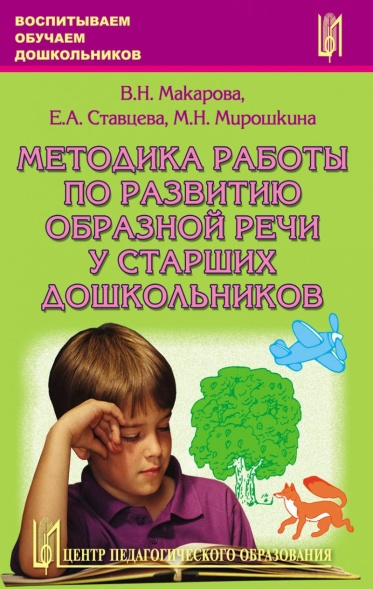 ВОСПИТЫВАЕМ
ОБУЧАЕМ
ДОШКОЛЬНИКОВ
В.Н. Макарова,
Е.А. Ставцева, М.Н. Мирошкина
МЕТОДИКА РАБОТЫ
ПО РАЗВИТИЮ
ОБРАЗНОЙ РЕЧИ
У СТАРШИХ
ДОШКОЛЬНИКОВ
ЦЕНТР ПЕДАГОГИЧЕСКОГО ОБРАЗОВАНИЯ